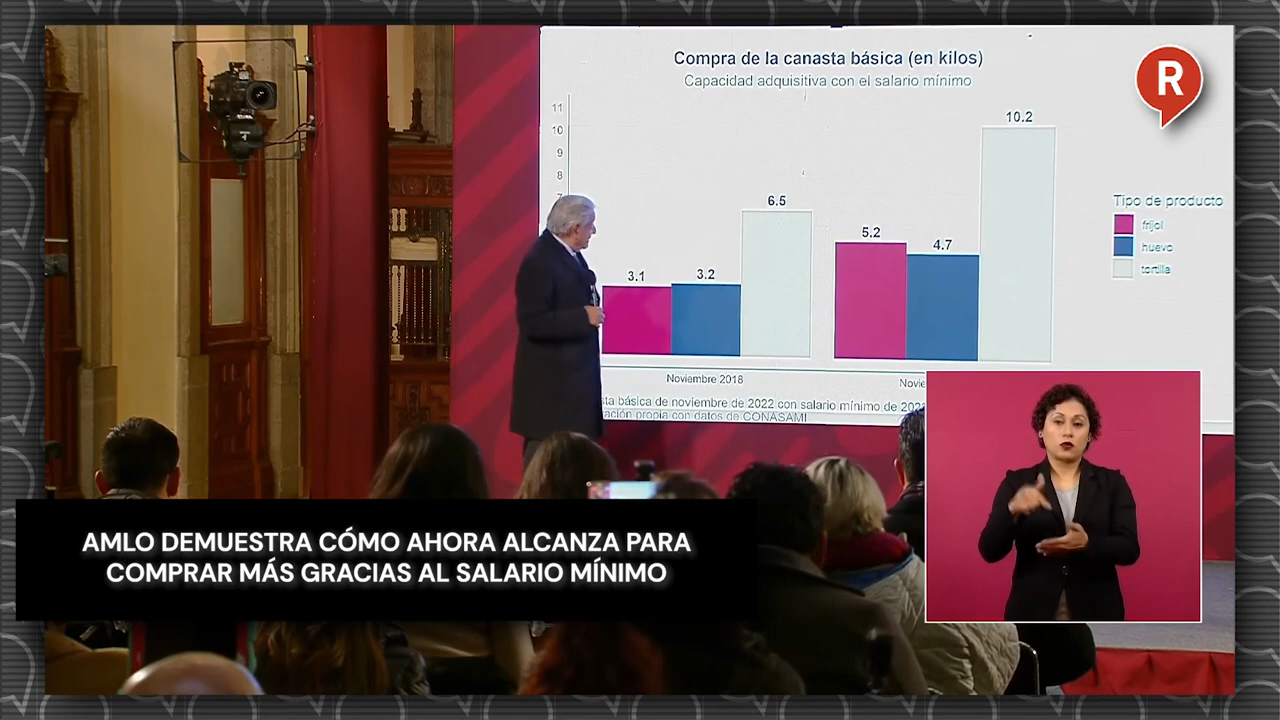 Compra de la canasta básica (en kilos)
Capacidad adquisitiva con el salario mínimo
R
11
10
9
8
7
10.2
6.5
5.2
4.7
3.1
3.2
Tipo de producto
frijol
huevo
tortilla
Noviembre 2018
Novie
básica de noviembre de 2022 con salario mínimo de
con datos de CONASAMI
AMLO DEMUESTRA CÓMO AHORA ALCANZA PARA
COMPRAR MÁS GRACIAS AL SALARIO MÍNIMO